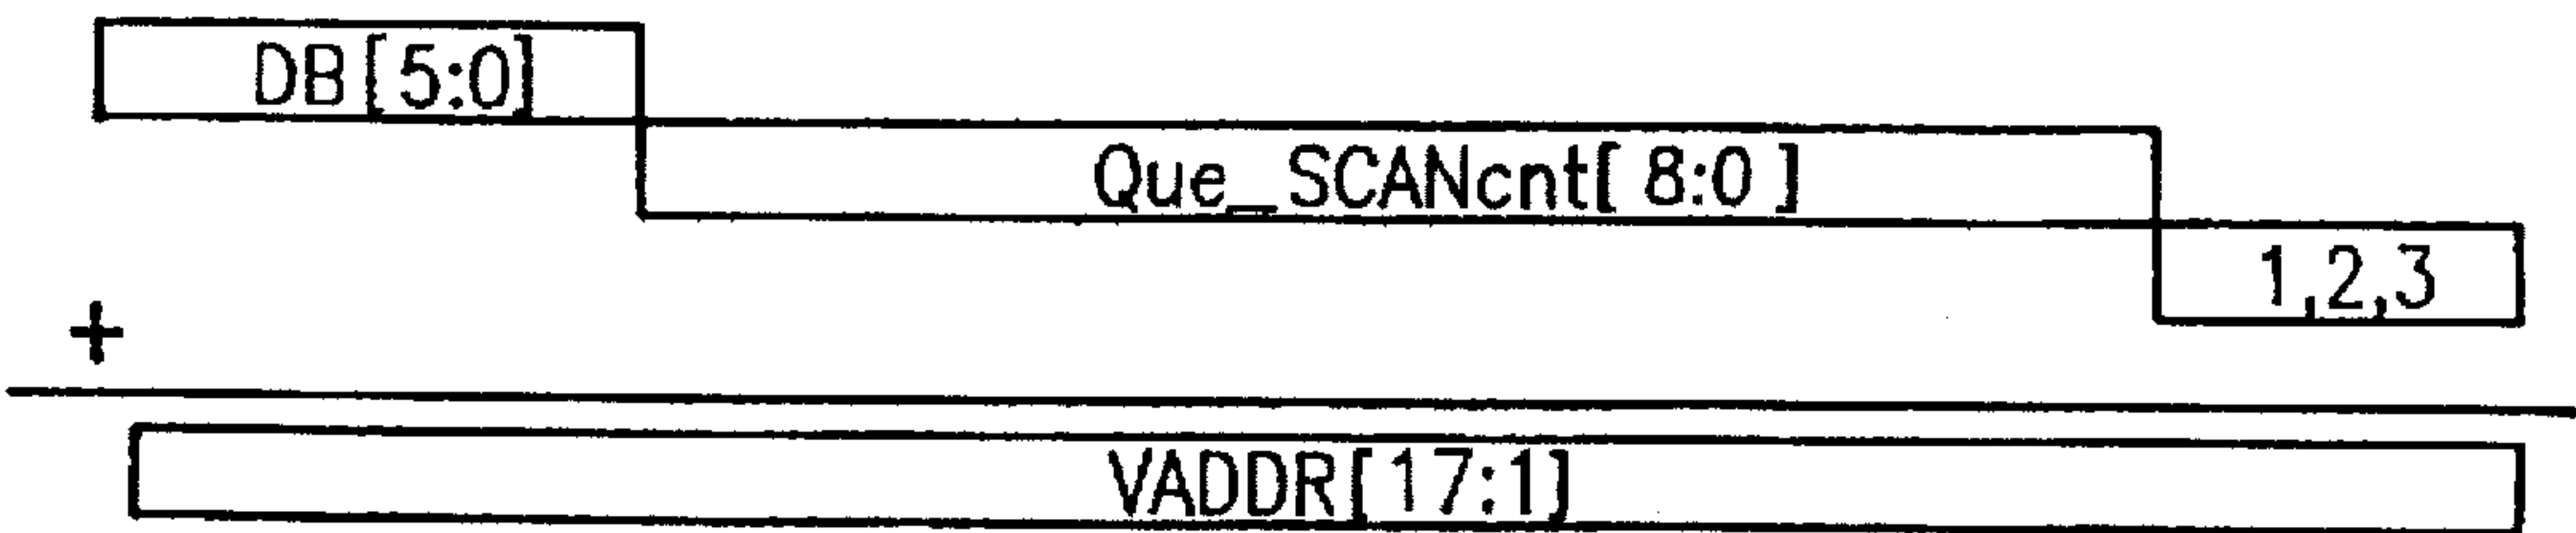 DB[5:0]
Que_SCANcnt[8:0]
1,2,3
+
VADDR[17:1]